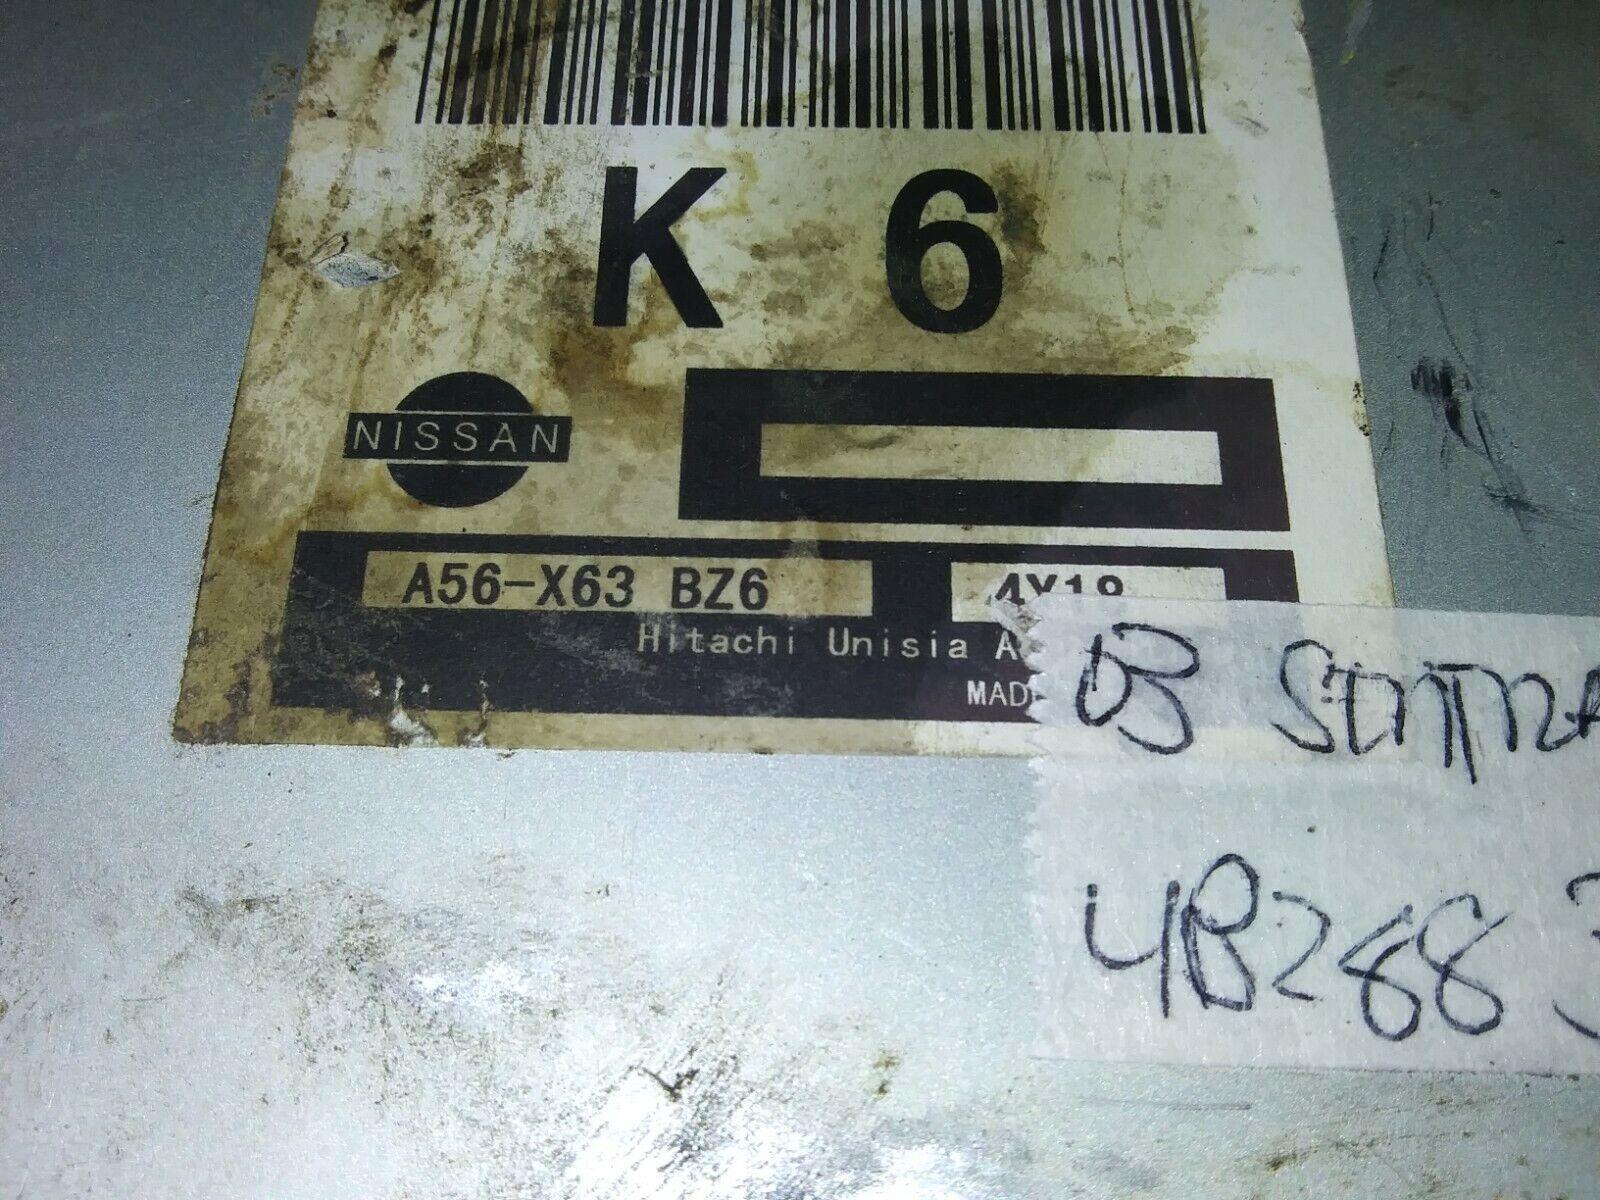 K 6
NISSAN
A56-X63 BZ6
Hitachi Unisia
03 SENTRA
4B288